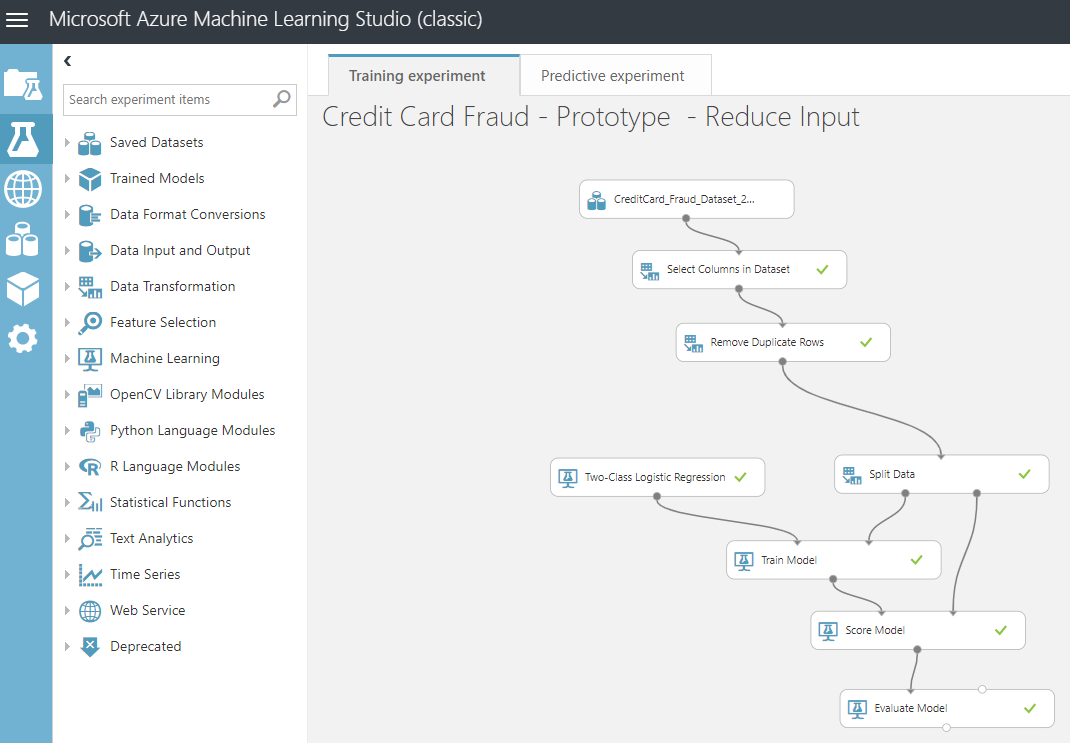 Microsoft Azure Machine Learning Studio (classic)
Search experiment items
Saved Datasets
Trained Models
Data Format Conversions
Data Input and Output
Data Transformation
Feature Selection
Machine Learning
OpenCV Library Modules
Python Language Modules
R Language Modules
Statistical Functions
Text Analytics
Time Series
Web Service
Deprecated
Training experiment
Predictive experiment
Credit Card Fraud - Prototype - Reduce Input
CreditCard_Fraud_Dataset_2...
Select Columns in Dataset
Remove Duplicate Rows
Two-Class Logistic Regression
Split Data
Train Model
Score Model
Evaluate Model